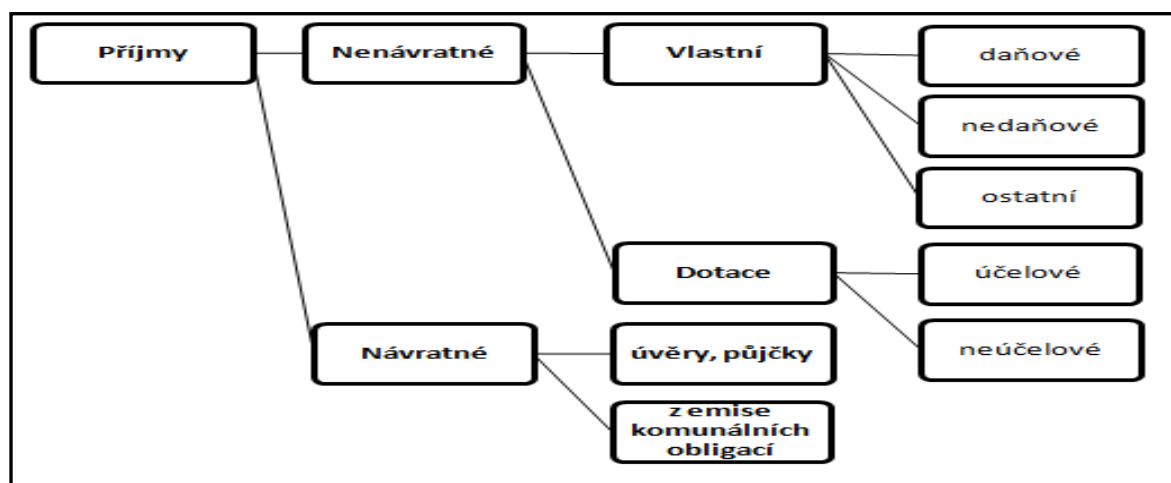 Příjmy
Nenávratné
Vlastní
daňové
nedaňové
ostatní
Dotace
účelové
neúčelové
Návratné
úvěry, půjčky
z emise
komunálních
obligací